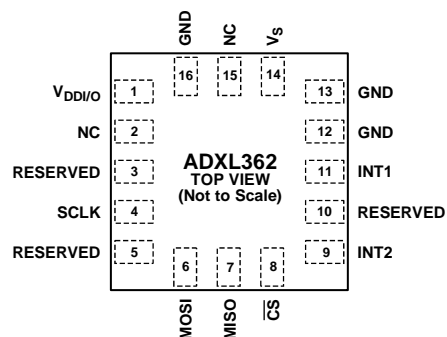 GND
NC
VS
16
15
14
VDDI/O
1
13
GND
NC
2
12
GND
RESERVED
3
ADXL362
TOP VIEW
(Not to Scale)
11
INT1
SCLK
4
10
RESERVED
RESERVED
5
9
INT2
6
7
8
MOSI
MISO
C̅S̅